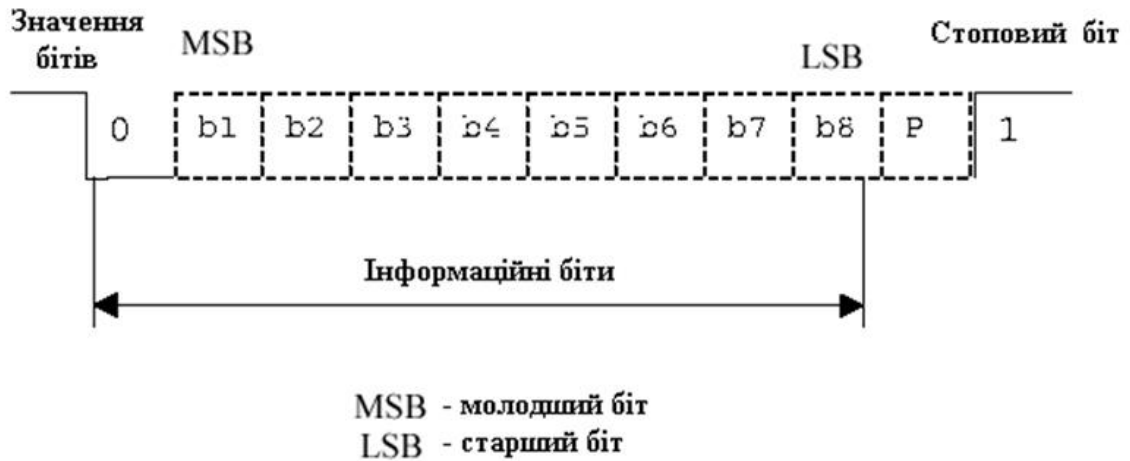 Значення
бітів
MSB
LSB
Стоповий біт
0 b1 b2 b3 b4 b5 b6 b7 b8 P 1
Інформаційні біти
MSB - молодший біт
LSB - старший біт